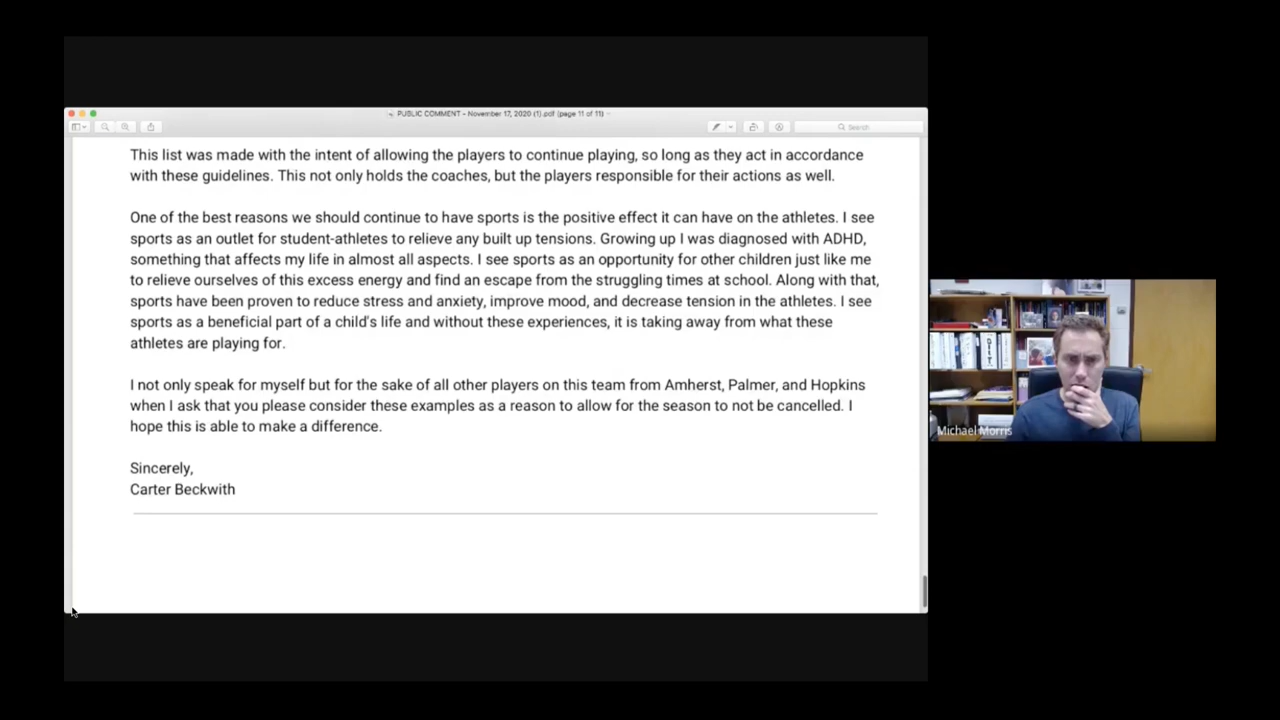 PUBLIC COMMENT - November 17, 2020 (1).pdf (page 11 of 11)
Search
This list was made with the intent of allowing the players to continue playing, so long as they act in accordance
with these guidelines. This not only holds the coaches, but the players responsible for their actions as well.
One of the best reasons we should continue to have sports is the positive effect it can have on the athletes. I see
sports as an outlet for student-athletes to relieve any built up tensions. Growing up I was diagnosed with ADHD,
something that affects my life in almost all aspects. I see sports as an opportunity for other children just like me
to relieve ourselves of this excess energy and find an escape from the struggling times at school. Along with that,
sports have been proven to reduce stress and anxiety, improve mood, and decrease tension in the athletes. I see
sports as a beneficial part of a child's life and without these experiences, it is taking away from what these
athletes are playing for.
I not only speak for myself but for the sake of all other players on this team from Amherst, Palmer, and Hopkins
when I ask that you please consider these examples as a reason to allow for the season to not be cancelled. I
hope this is able to make a difference.
Sincerely,
Carter Beckwith
Michael Morris